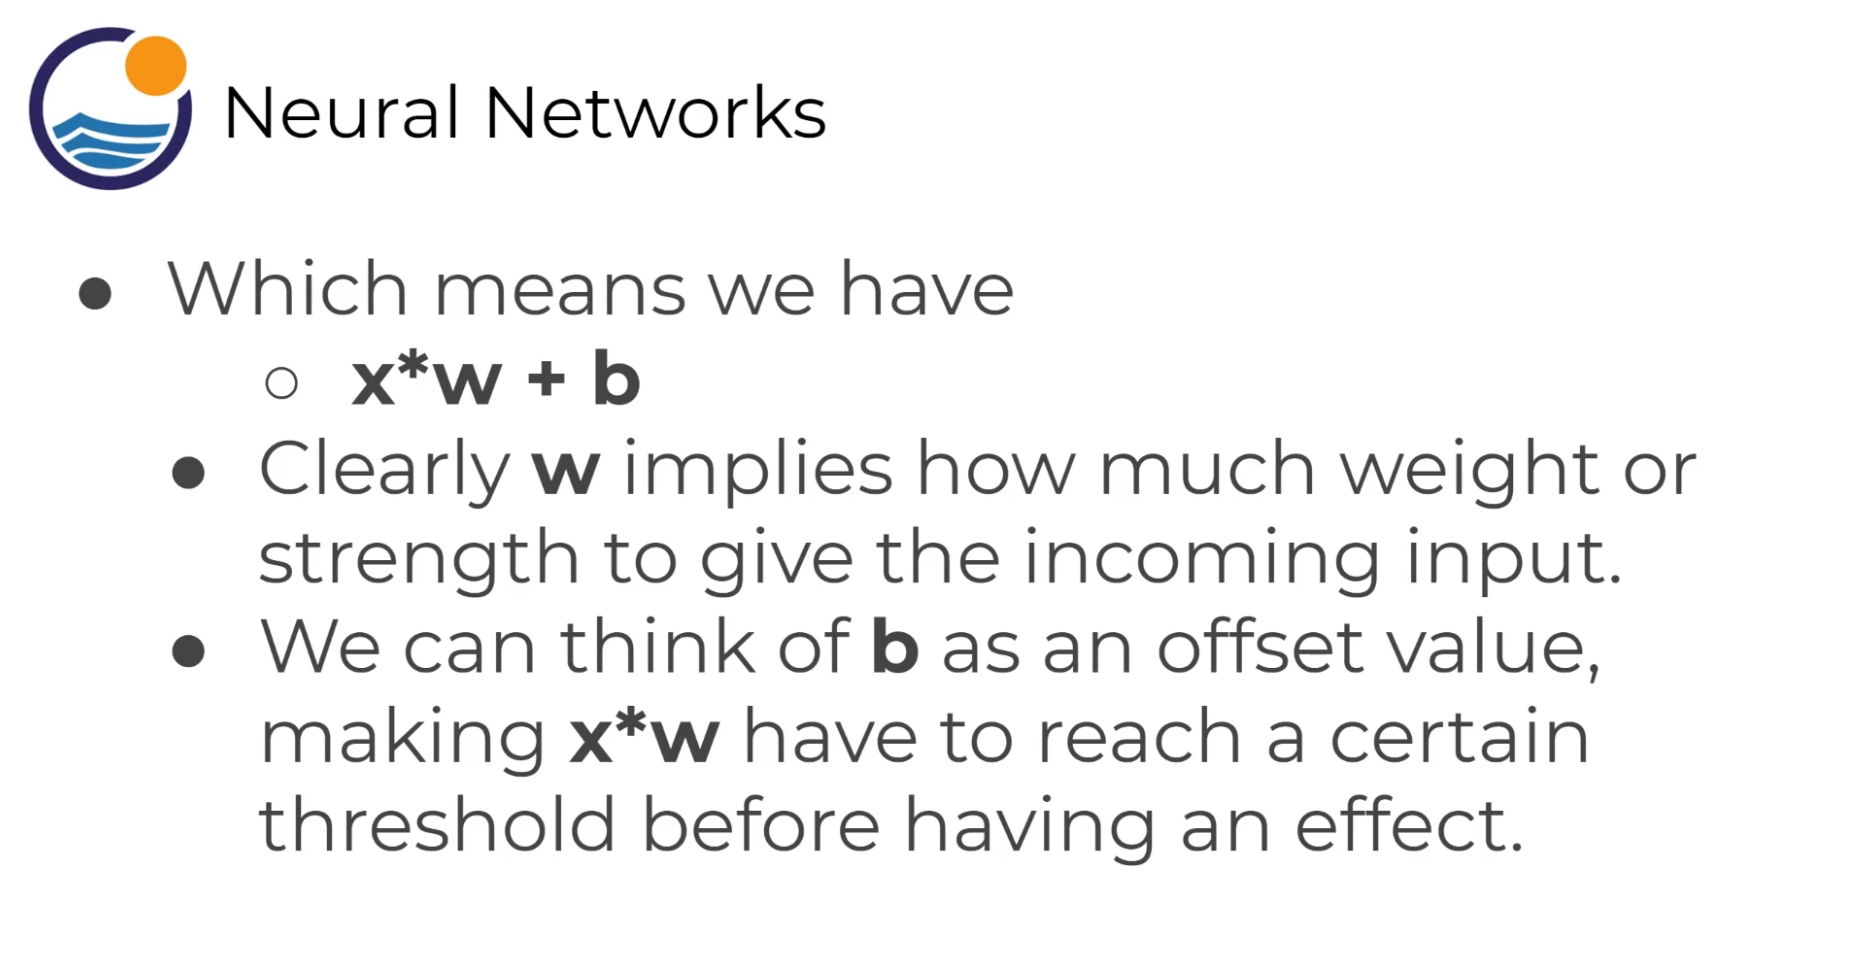 Neural Networks
● Which means we have
○ x*w + b
● Clearly w implies how much weight or
strength to give the incoming input.
● We can think of b as an offset value,
making x*w have to reach a certain
threshold before having an effect.